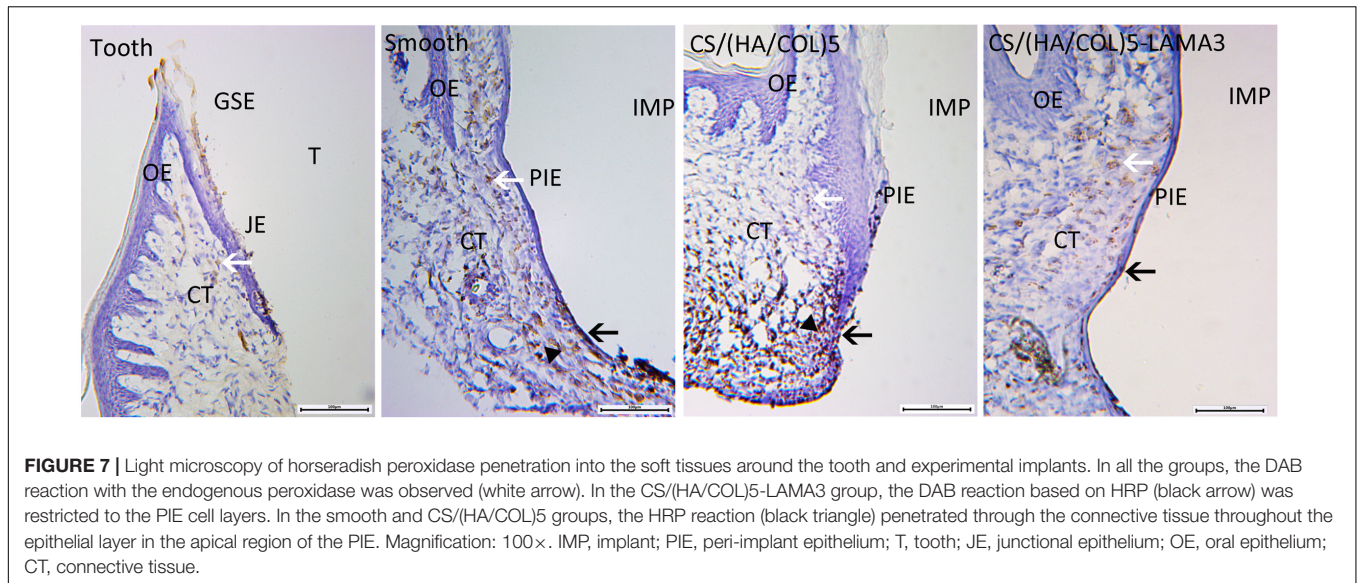 Tooth
GSE
T
OE
JE
CT
100µm
Smooth
OE
IMP
PIE
CT
100µm
CS/(HA/COL)5
OE
IMP
PIE
CT
100µm
CS/(HA/COL)5-LAMA3
OE
IMP
PIE
CT
100µm
FIGURE 7 | Light microscopy of horseradish peroxidase penetration into the soft tissues around the tooth and experimental implants. In all the groups, the DAB
reaction with the endogenous peroxidase was observed (white arrow). In the CS/(HA/COL)5-LAMA3 group, the DAB reaction based on HRP (black arrow) was
restricted to the PIE cell layers. In the smooth and CS/(HA/COL)5 groups, the HRP reaction (black triangle) penetrated through the connective tissue throughout the
epithelial layer in the apical region of the PIE. Magnification: 100×. IMP, implant; PIE, peri-implant epithelium; T, tooth; JE, junctional epithelium; OE, oral epithelium;
CT, connective tissue.